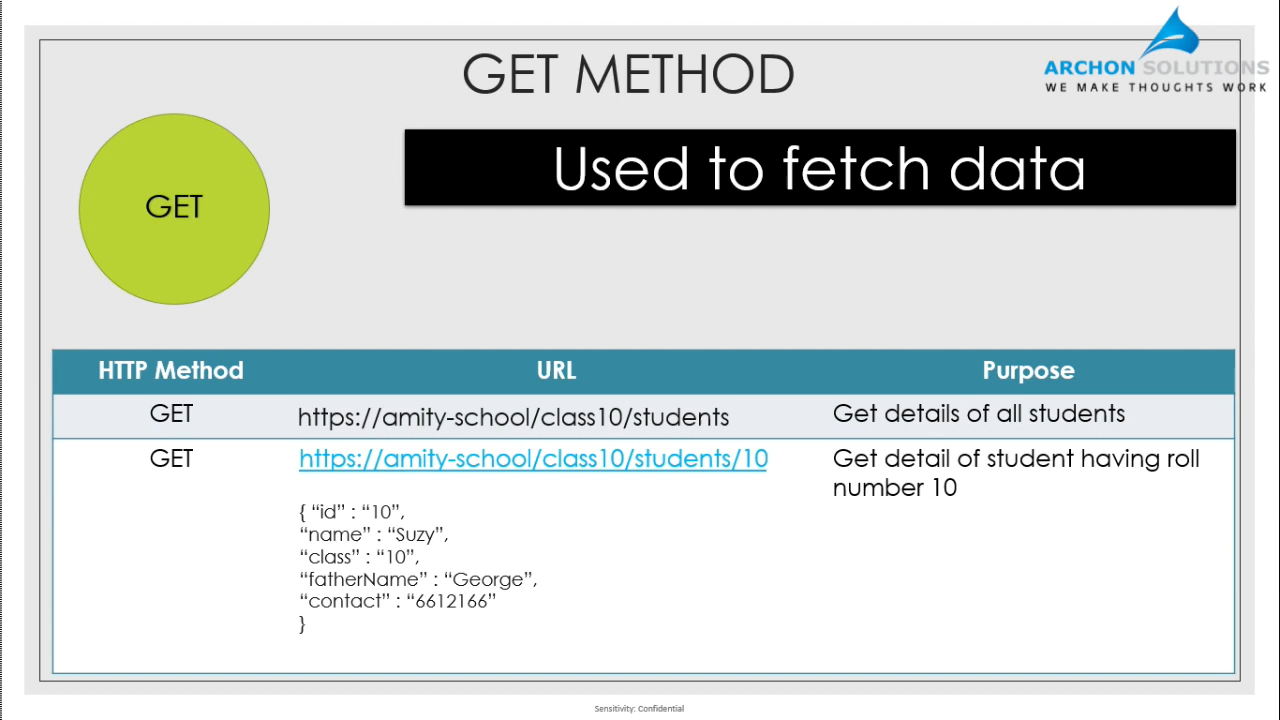 GET METHOD
ARCHON SOLUTIONS
WE MAKE THOUGHTS WORK
GET
Used to fetch data
HTTP Method URL Purpose
GET https://amity-school/class10/students Get details of all students
GET https://amity-school/class10/students/10 Get detail of student having roll
number 10
{ “id” : “10”,
“name” : “Suzy”,
“class” : “10”,
“fatherName” : “George”,
“contact” : “6612166”
}
Sensitivity: Confidential